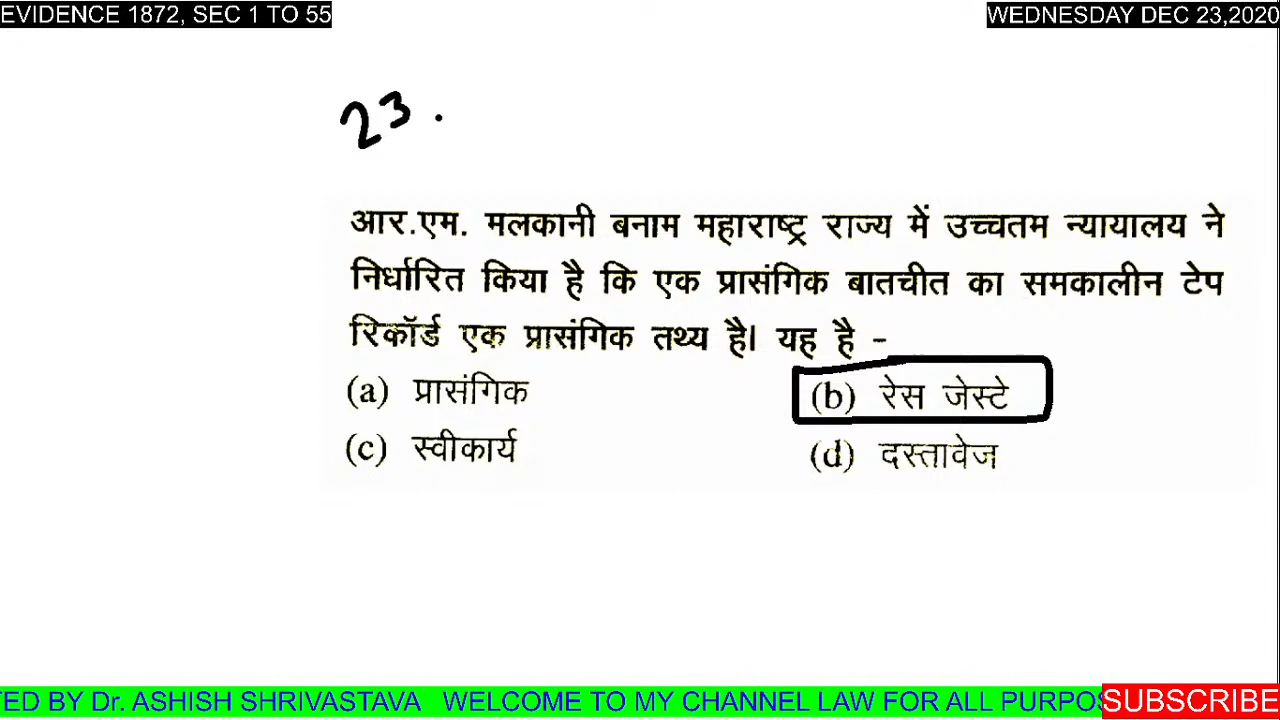 EVIDENCE 1872, SEC 1 TO 55
WEDNESDAY DEC 23,2020
23.
आर.एम. मलकानी बनाम महाराष्ट्र राज्य में उच्चतम न्यायालय ने
निर्धारित किया है कि एक प्रासंगिक बातचीत का समकालीन टेप
रिकॉर्ड एक प्रासंगिक तथ्य है। यह है -
(a) प्रासंगिक
(b) रेस जेस्टे
(c) स्वीकार्य
(d) दस्तावेज
TED BY Dr. ASHISH SHRIVASTAVA WELCOME TO MY CHANNEL LAW FOR ALL PURPOS
SUBSCRIBE